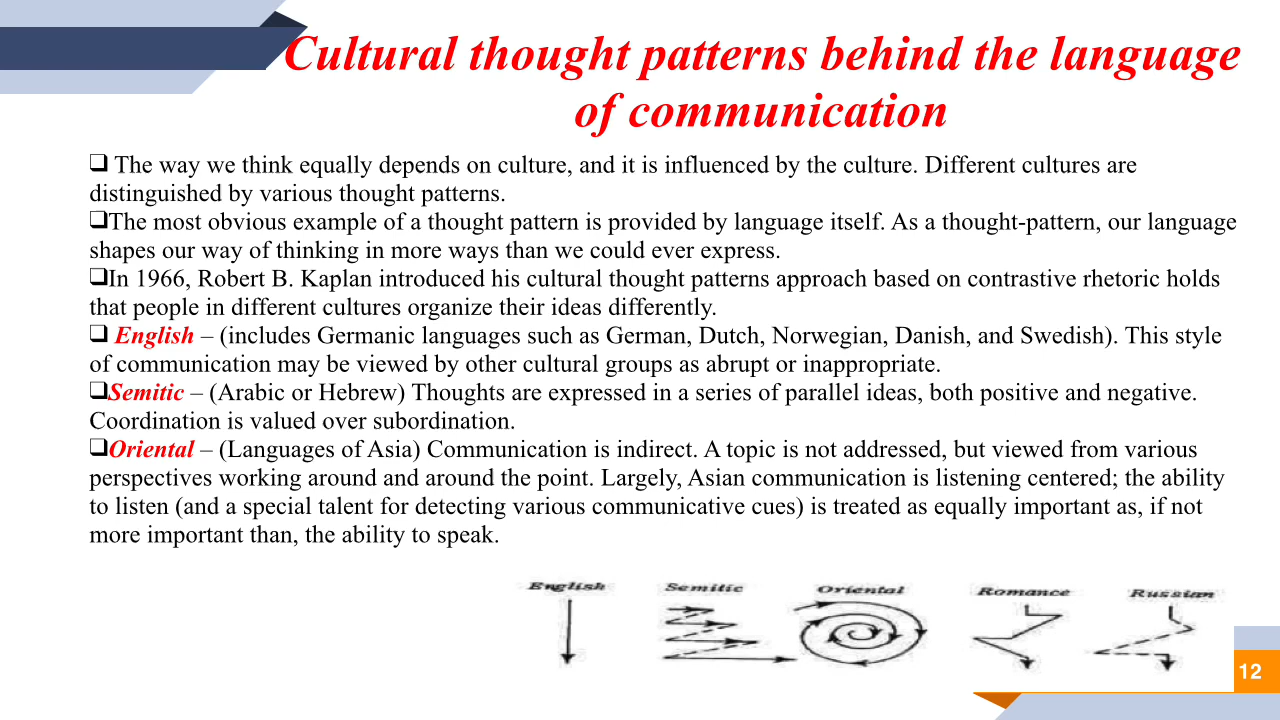 Cultural thought patterns behind the language
of communication
❑ The way we think equally depends on culture, and it is influenced by the culture. Different cultures are
distinguished by various thought patterns.
❑The most obvious example of a thought pattern is provided by language itself. As a thought-pattern, our language
shapes our way of thinking in more ways than we could ever express.
❑In 1966, Robert B. Kaplan introduced his cultural thought patterns approach based on contrastive rhetoric holds
that people in different cultures organize their ideas differently.
❑ English – (includes Germanic languages such as German, Dutch, Norwegian, Danish, and Swedish). This style
of communication may be viewed by other cultural groups as abrupt or inappropriate.
❑Semitic – (Arabic or Hebrew) Thoughts are expressed in a series of parallel ideas, both positive and negative.
Coordination is valued over subordination.
❑Oriental – (Languages of Asia) Communication is indirect. A topic is not addressed, but viewed from various
perspectives working around and around the point. Largely, Asian communication is listening centered; the ability
to listen (and a special talent for detecting various communicative cues) is treated as equally important as, if not
more important than, the ability to speak.
English Semitic Oriental Romance Russian
12